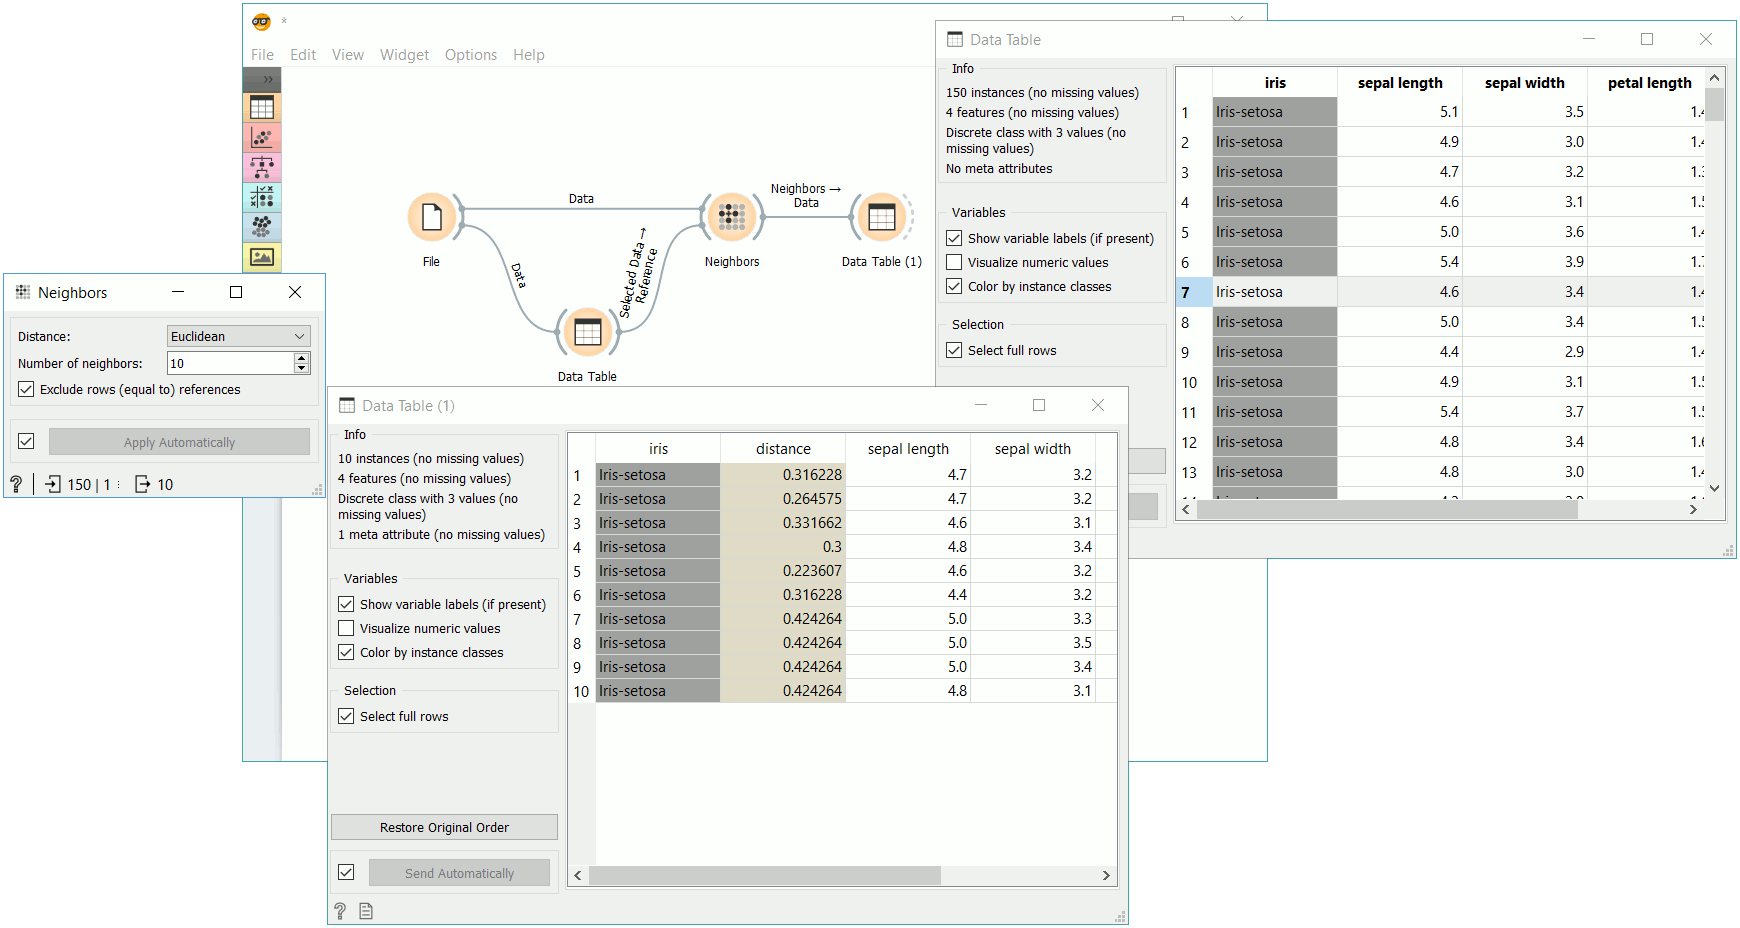 *
File Edit View Widget Options Help
»
Data
Data
Selected Data →
Reference
Neighbors →
Data
File
Neighbors
Data Table (1)
Data Table
Neighbors
Distance: Euclidean
Number of neighbors: 10
Exclude rows (equal to) references
Apply Automatically
? 150 | 1 10
Data Table
Info
150 instances (no missing values)
4 features (no missing values)
Discrete class with 3 values (no
missing values)
No meta attributes
Variables
Show variable labels (if present)
Visualize numeric values
Color by instance classes
Selection
Select full rows
iris sepal length sepal width petal length
1 Iris-setosa 5.1 3.5
2 Iris-setosa 4.9 3.0
3 Iris-setosa 4.7 3.2
4 Iris-setosa 4.6 3.1
5 Iris-setosa 5.0 3.6
6 Iris-setosa 5.4 3.9
7 Iris-setosa 4.6 3.4
8 Iris-setosa 5.0 3.4
9 Iris-setosa 4.4 2.9
10 Iris-setosa 4.9 3.1
11 Iris-setosa 5.4 3.7
12 Iris-setosa 4.8 3.4
13 Iris-setosa 4.8 3.0
Data Table (1)
Info
10 instances (no missing values)
4 features (no missing values)
Discrete class with 3 values (no
missing values)
1 meta attribute (no missing values)
Variables
Show variable labels (if present)
Visualize numeric values
Color by instance classes
Selection
Select full rows
Restore Original Order
Send Automatically
?
iris distance sepal length sepal width
1 Iris-setosa 0.316228 4.7 3.2
2 Iris-setosa 0.264575 4.7 3.2
3 Iris-setosa 0.331662 4.6 3.1
4 Iris-setosa 0.3 4.8 3.4
5 Iris-setosa 0.223607 4.6 3.2
6 Iris-setosa 0.316228 4.4 3.2
7 Iris-setosa 0.424264 5.0 3.3
8 Iris-setosa 0.424264 5.0 3.5
9 Iris-setosa 0.424264 5.0 3.4
10 Iris-setosa 0.424264 4.8 3.1